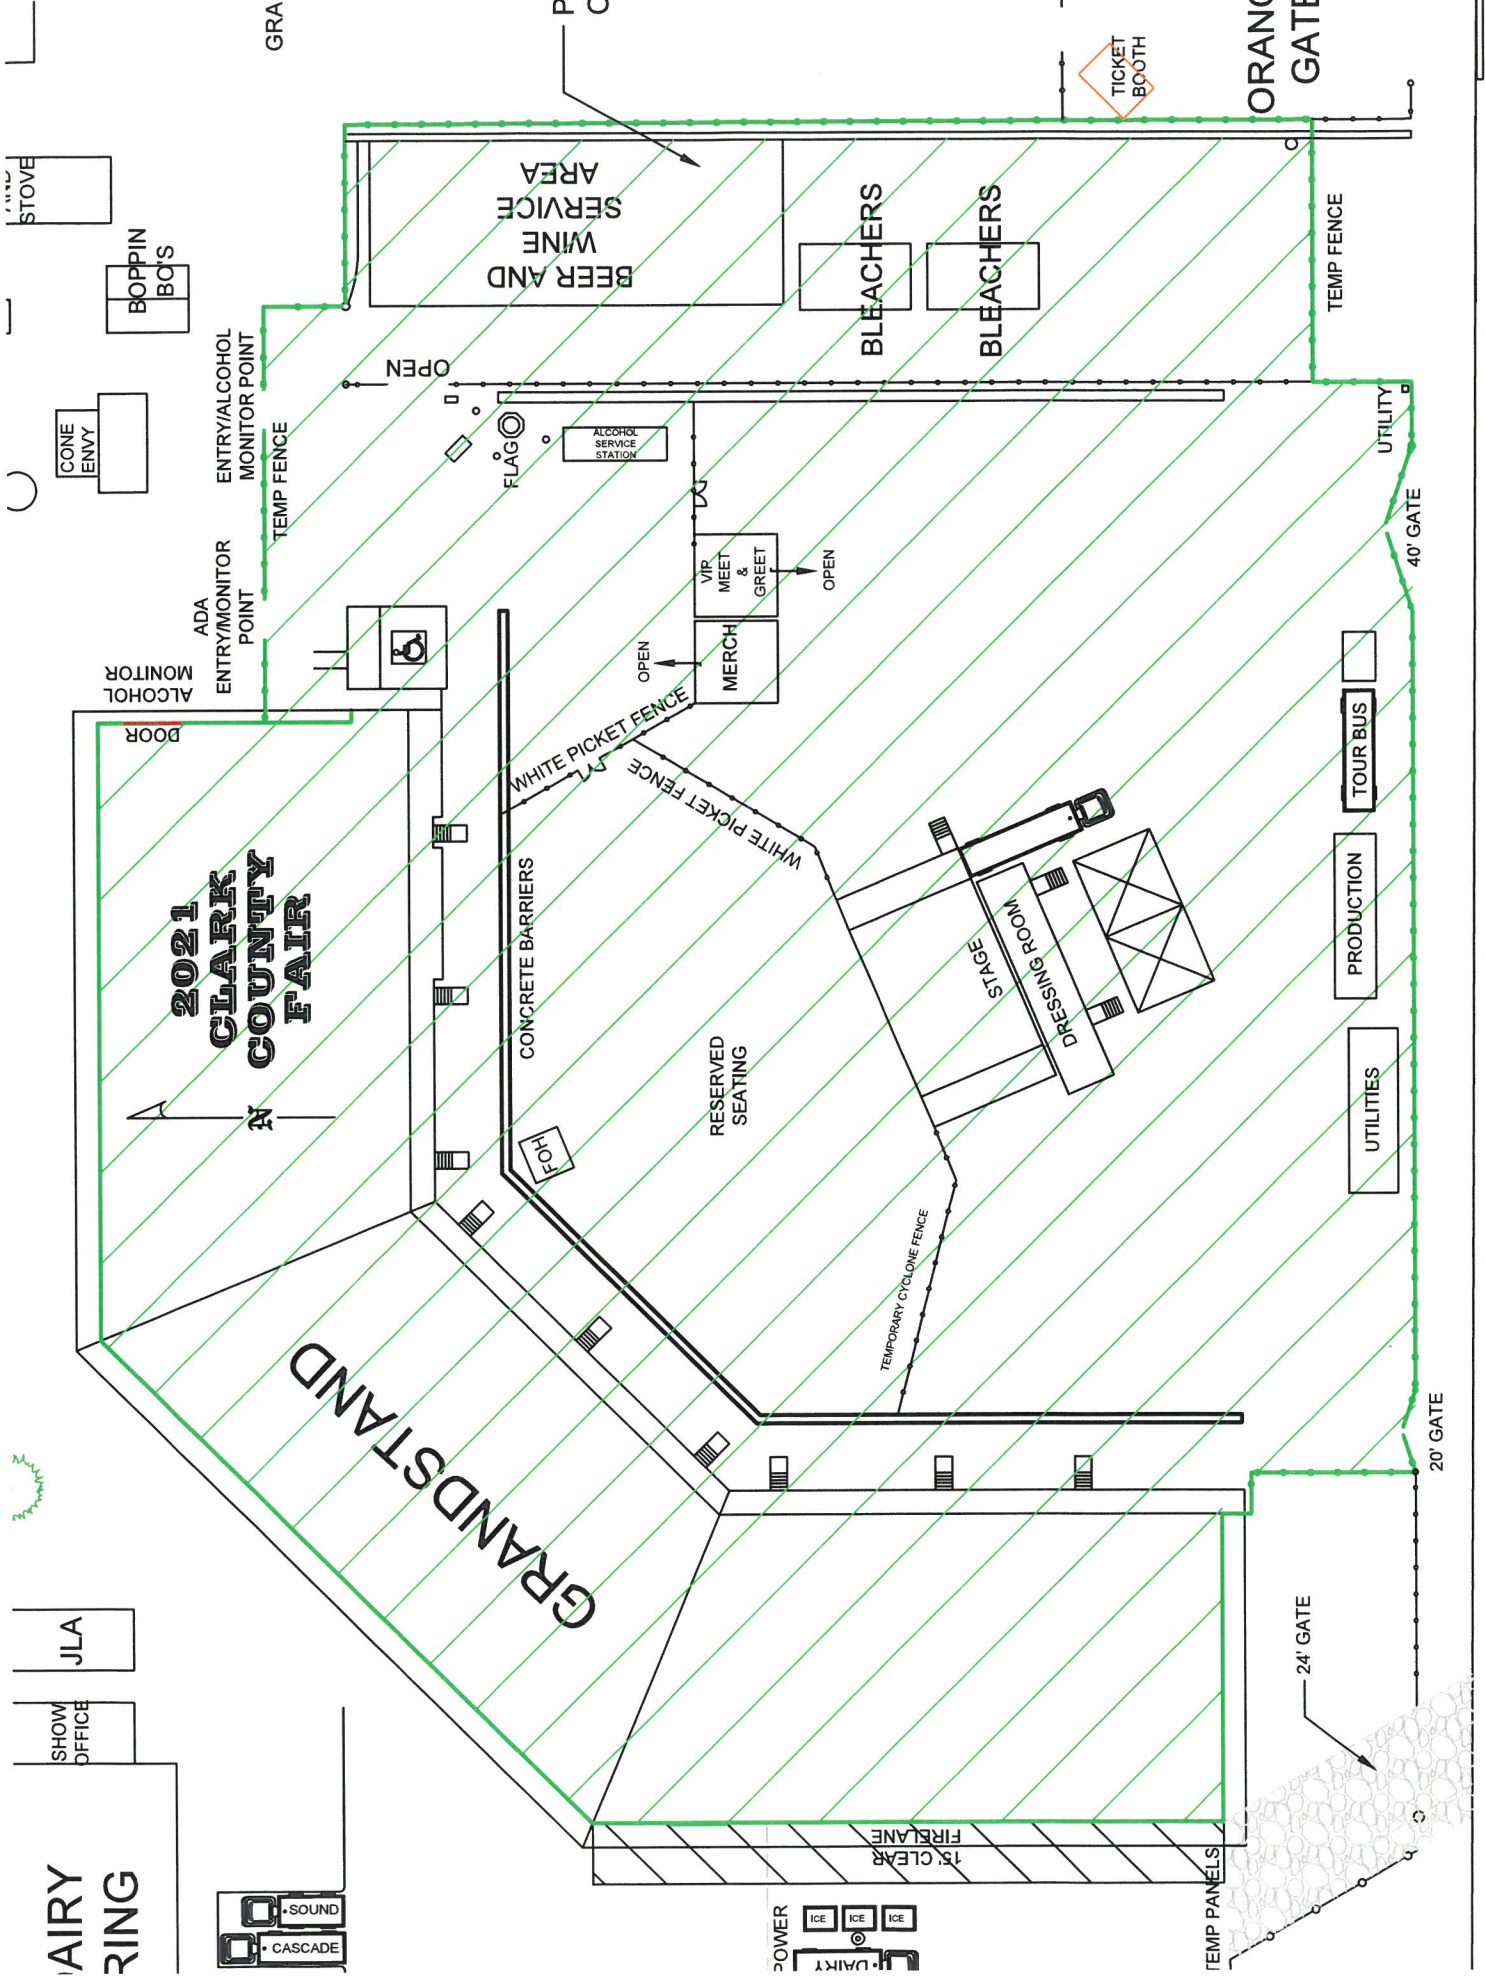 GRA
P
O
ORANG
GATE
TICKET
BOOTH
STOVE
BOPPIN
BO'S
BEER AND
WINE
SERVICE
AREA
BLEACHERS
BLEACHERS
TEMP FENCE
CONE
ENVY
ENTRY/ALCOHOL
MONITOR POINT
TEMP FENCE
OPEN
FLAG
ALCOHOL
SERVICE
STATION
UTILITY
40' GATE
ADA
ENTRY/MONITOR
POINT
ALCOHOL
MONITOR
DOOR
VIP
MEET
&
GREET
OPEN
MERCH
OPEN
WHITE PICKET FENCE
WHITE PICKET FENCE
TOUR BUS
2021
CLARK
COUNTY
FAIR
N
CONCRETE BARRIERS
RESERVED
SEATING
STAGE
DRESSING ROOM
PRODUCTION
UTILITIES
FOH
TEMPORARY CYCLONE FENCE
GRANDSTAND
20' GATE
24' GATE
JLA
SHOW
OFFICE
15' CLEAR
FIRELANE
AIRY
RING
SOUND
CASCADE
POWER
ICE
ICE
ICE
DAIRY
TEMP PANELS